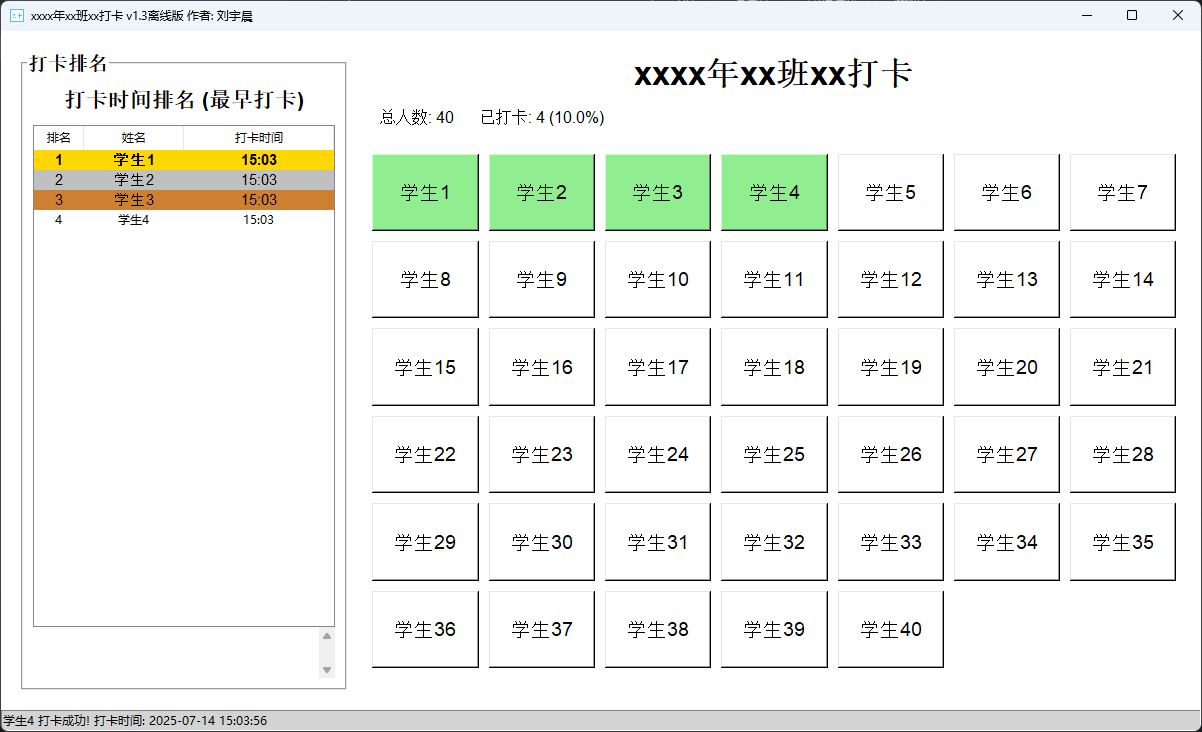 xxxx年xx班xx打卡 v1.3离线版 作者: 刘宇晨
打卡排名
打卡时间排名 (最早打卡)
排名 姓名 打卡时间
1 学生1 15:03
2 学生2 15:03
3 学生3 15:03
4 学生4 15:03
xxxx年xx班xx打卡
总人数: 40 已打卡: 4 (10.0%)
学生1 学生2 学生3 学生4 学生5 学生6 学生7
学生8 学生9 学生10 学生11 学生12 学生13 学生14
学生15 学生16 学生17 学生18 学生19 学生20 学生21
学生22 学生23 学生24 学生25 学生26 学生27 学生28
学生29 学生30 学生31 学生32 学生33 学生34 学生35
学生36 学生37 学生38 学生39 学生40
学生4 打卡成功! 打卡时间: 2025-07-14 15:03:56